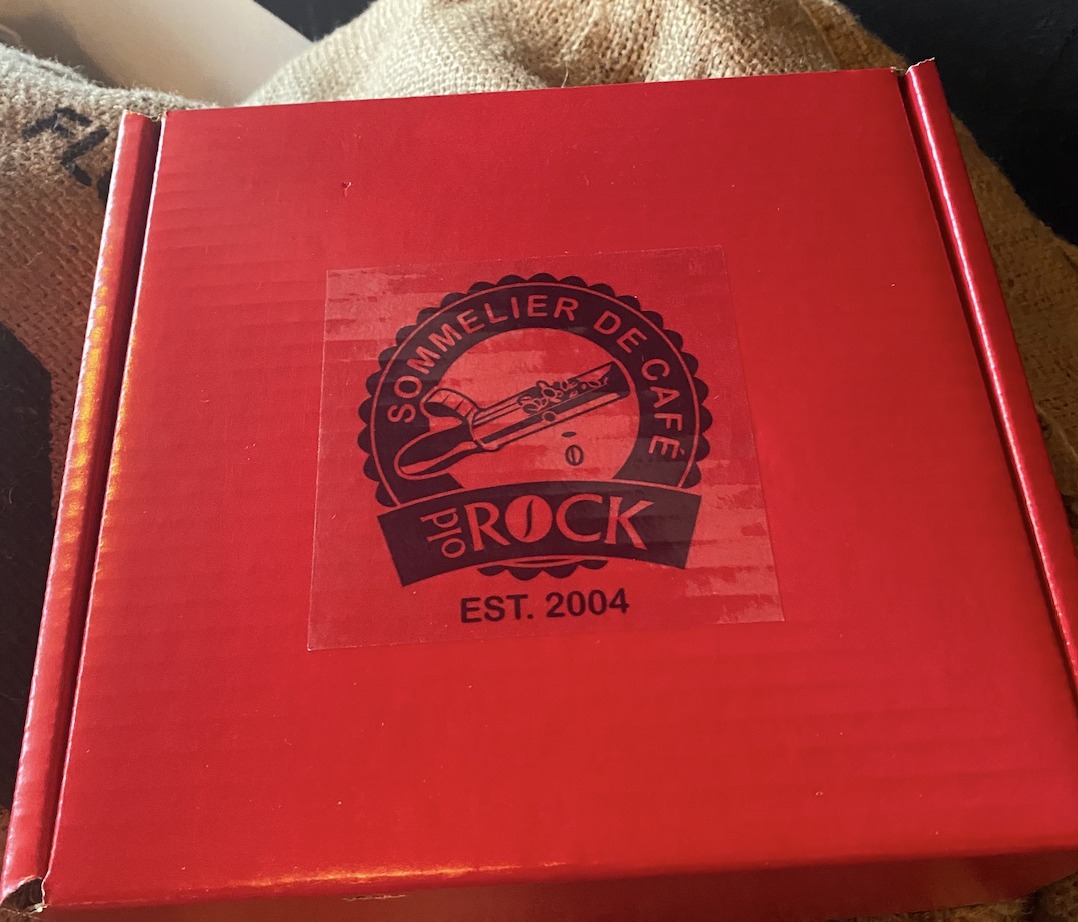 SOMMELIER DE CAFÉ
old ROCK
EST. 2004